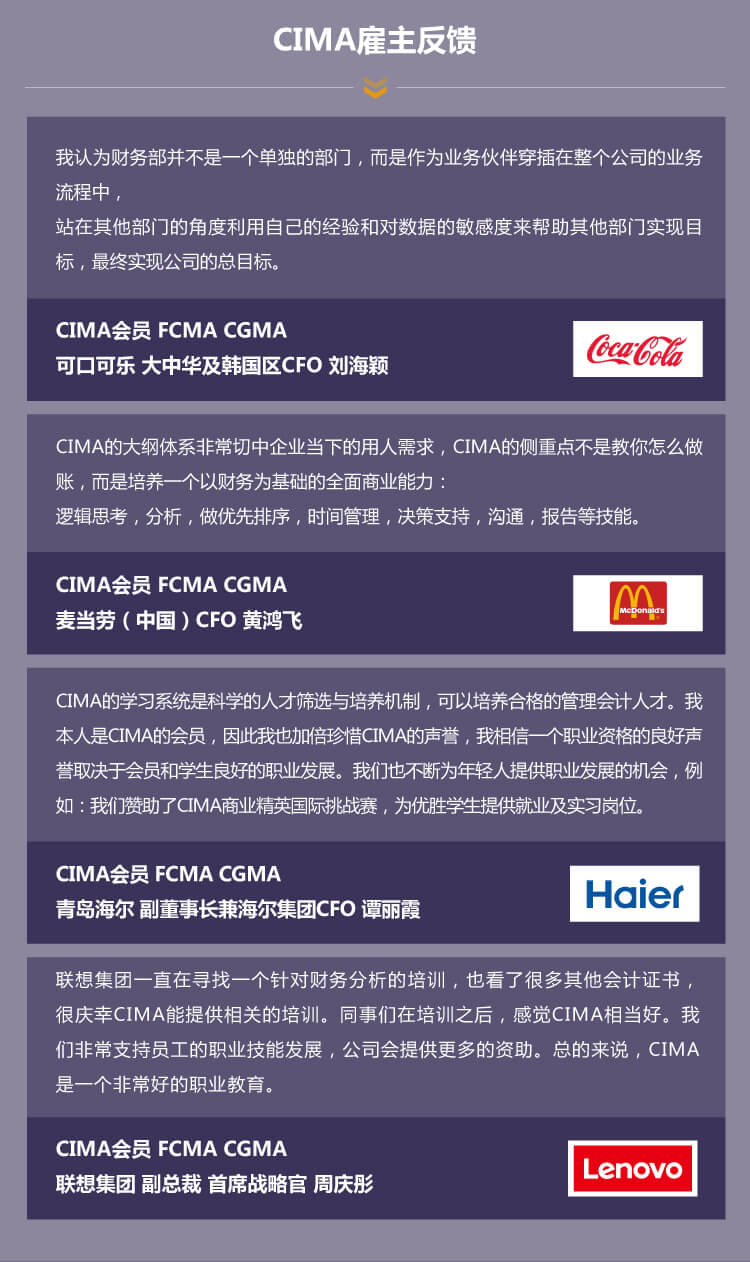 CIMA雇主反馈
我认为财务部并不是一个单独的部门，而是作为业务伙伴穿插在整个公司的业务
流程中，
站在其他部门的角度利用自己的经验和对数据的敏感度来帮助其他部门实现目
标，最终实现公司的总目标。
CIMA会员 FCMA CGMA
可口可乐 大中华及韩国区CFO 刘海颖
Coca-Cola
CIMA的大纲体系非常切中企业当下的用人需求，CIMA的侧重点不是教你怎么做
账，而是培养一个以财务为基础的全面商业能力：
逻辑思考，分析，做优先排序，时间管理，决策支持，沟通，报告等技能。
CIMA会员 FCMA CGMA
麦当劳（中国）CFO 黄鸿飞
McDonald's
CIMA的学习系统是科学的人才筛选与培养机制，可以培养合格的管理会计人才。我
本人是CIMA的会员，因此我也加倍珍惜CIMA的声誉，我相信一个职业资格的良好声
誉取决于会员和学生良好的职业发展。我们也不断为年轻人提供职业发展的机会，例
如：我们赞助了CIMA商业精英国际挑战赛，为优胜学生提供就业及实习岗位。
CIMA会员 FCMA CGMA
青岛海尔 副董事长兼海尔集团CFO 谭丽霞
Haier
联想集团一直在寻找一个针对财务分析的培训，也看了很多其他会计证书，
很庆幸CIMA能提供相关的培训。同事们在培训之后，感觉CIMA相当好。我
们非常支持员工的职业技能发展，公司会提供更多的资助。总的来说，CIMA
是一个非常好的职业教育。
CIMA会员 FCMA CGMA
联想集团 副总裁 首席战略官 周庆彤
Lenovo